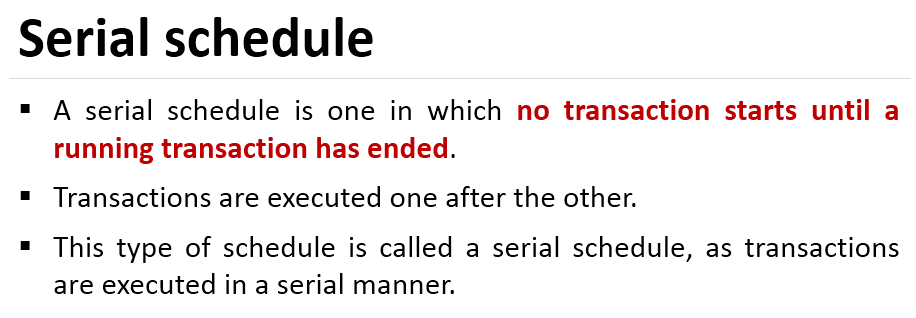 Serial schedule
▪ A serial schedule is one in which no transaction starts until a
running transaction has ended.
▪ Transactions are executed one after the other.
▪ This type of schedule is called a serial schedule, as transactions
are executed in a serial manner.